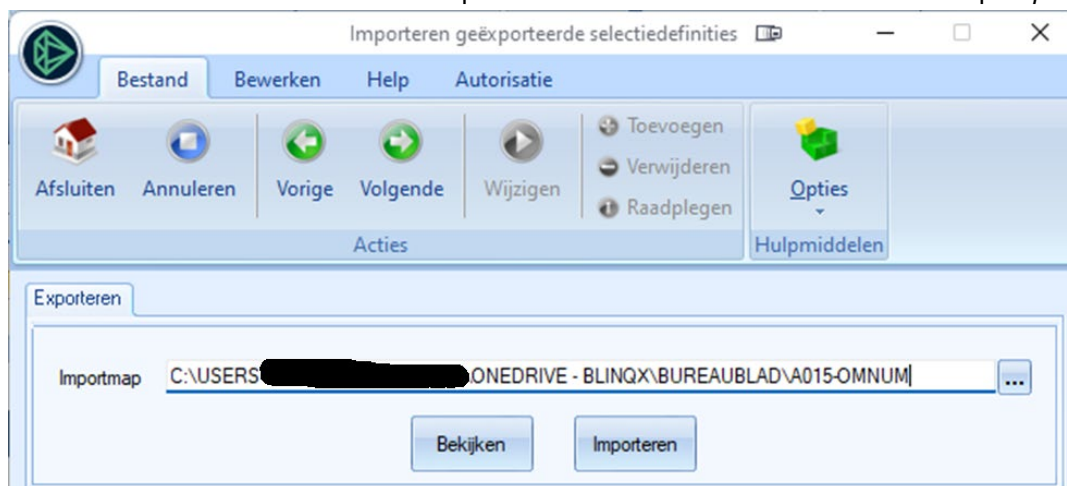 Importeren geëxporteerde selectiedefinities
Bestand Bewerken Help Autorisatie
Afsluiten Annuleren Vorige Volgende Wijzigen Toevoegen Verwijderen Raadplegen Opties
Acties Hulpmiddelen
Exporteren
Importmap C:\USERS ONEDRIVE - BLINQX\BUREAUBLAD\A015-OMNUM ...
Bekijken Importeren